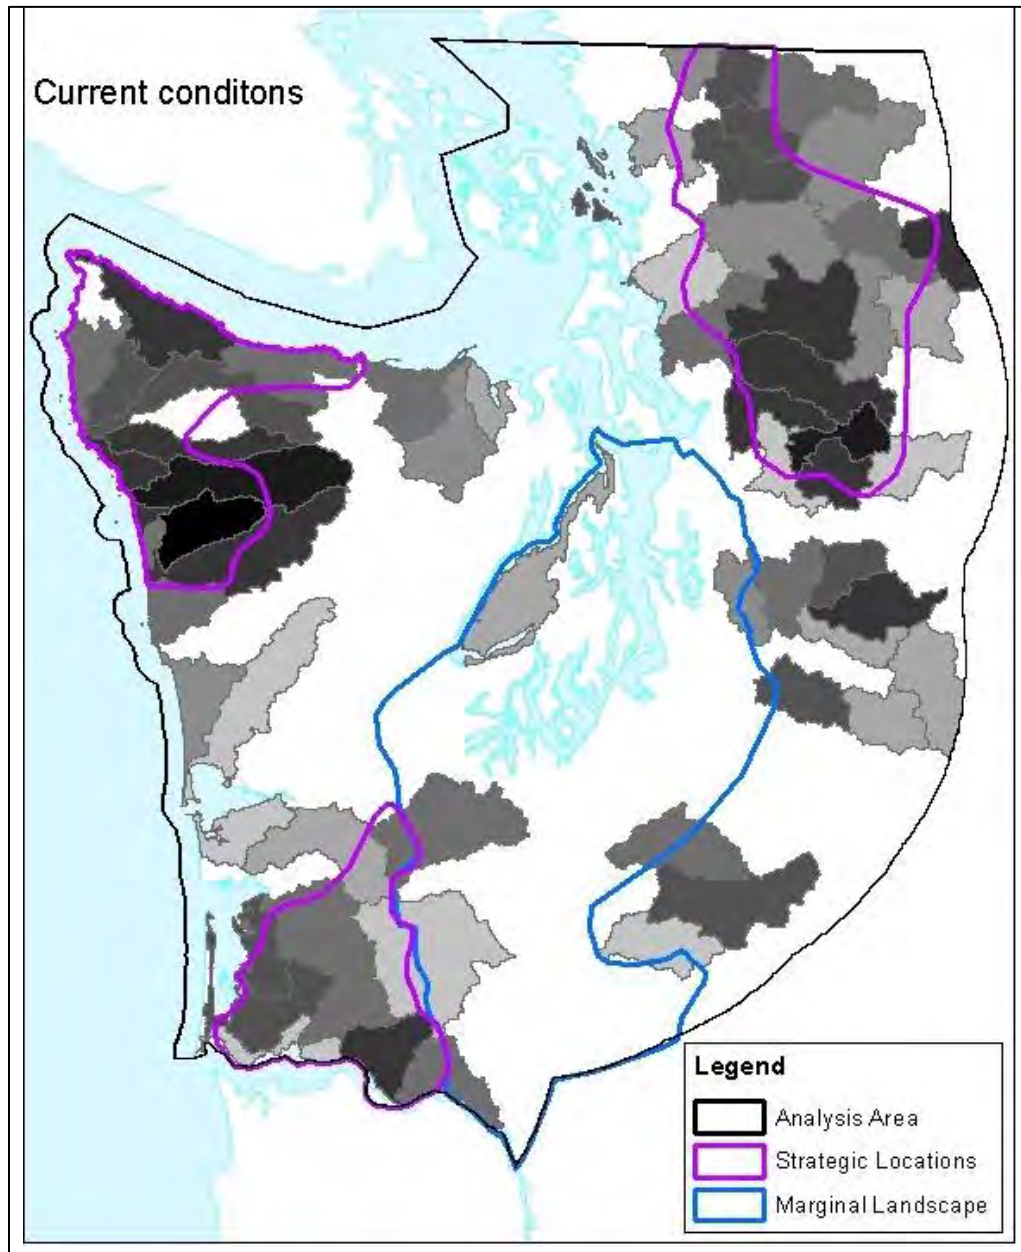 Current conditons
Legend
Analysis Area
Strategic Locations
Marginal Landscape